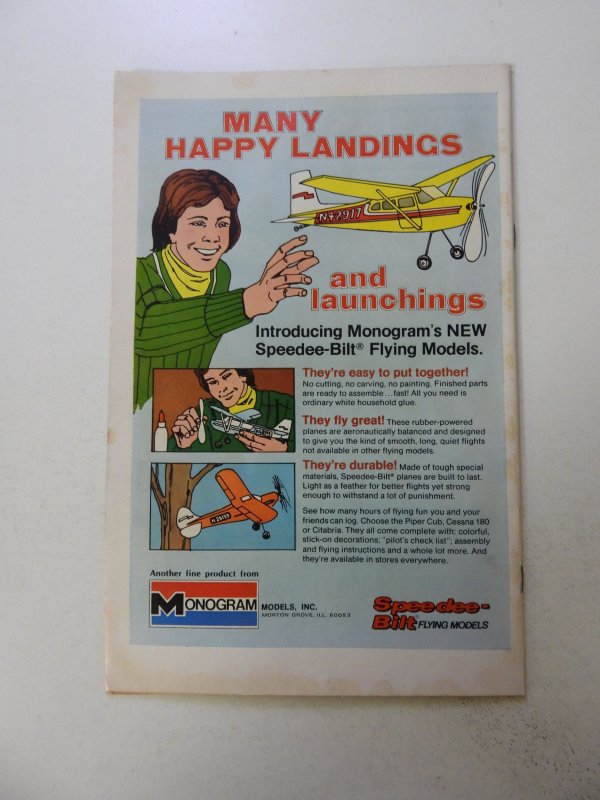 MANY
HAPPY LANDINGS
N42917
and
launchings
Introducing Monogram's NEW
Speedee-Bilt® Flying Models.
They're easy to put together!
No cutting, no carving, no painting. Finished parts
are ready to assemble...fast! All you need is
ordinary white household glue.
They fly great! These rubber-powered
planes are aeronautically balanced and designed
to give you the kind of smooth, long, quiet flights
not available in other flying models.
They're durable! Made of tough special
materials, Speedee-Bilt® planes are built to last.
Light as a feather for better flights yet strong
enough to withstand a lot of punishment.
See how many hours of flying fun you and your
friends can log. Choose the Piper Cub, Cessna 180
or Citabria. They all come complete with: colorful,
stick-on decorations; "pilot's check list"; assembly
and flying instructions and a whole lot more. And
they're available in stores everywhere.
Another fine product from
MONOGRAM MODELS, INC.
MORTON GROVE, ILL. 60053
Speedee-
Bilt FLYING MODELS